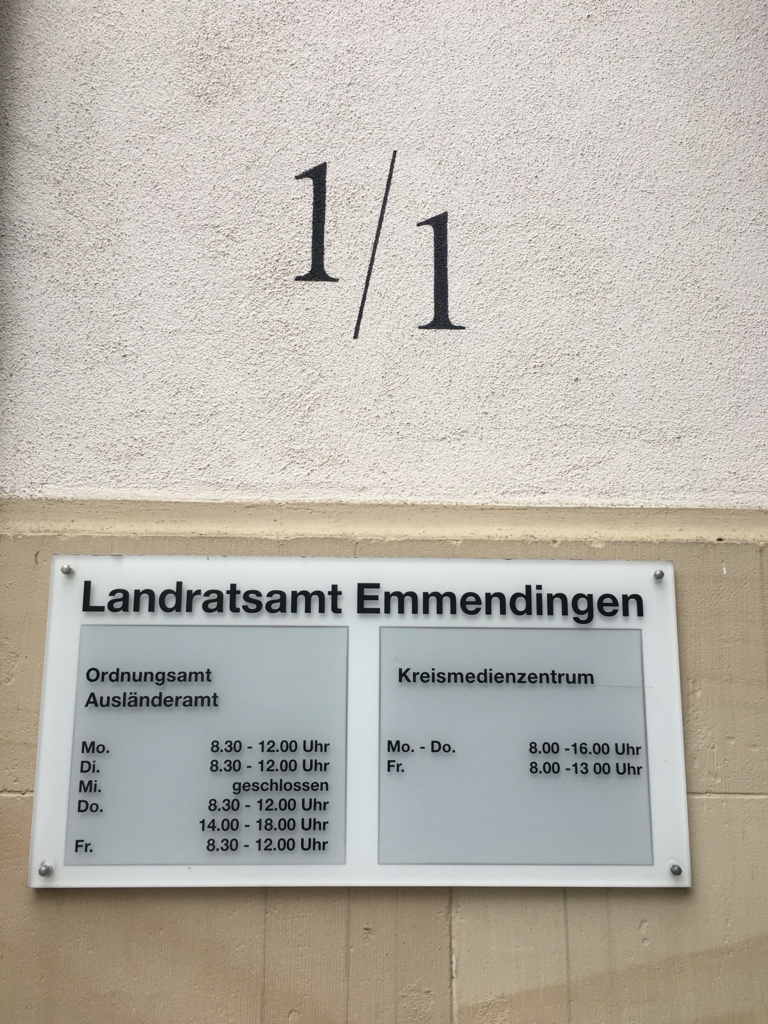 1/1
Landratsamt Emmendingen
Ordnungsamt
Ausländeramt
Mo. 8.30 - 12.00 Uhr
Di. 8.30 - 12.00 Uhr
Mi. geschlossen
Do. 8.30 - 12.00 Uhr
14.00 - 18.00 Uhr
Fr. 8.30 - 12.00 Uhr
Kreismedienzentrum
Mo. - Do. 8.00 -16.00 Uhr
Fr. 8.00 -13 00 Uhr